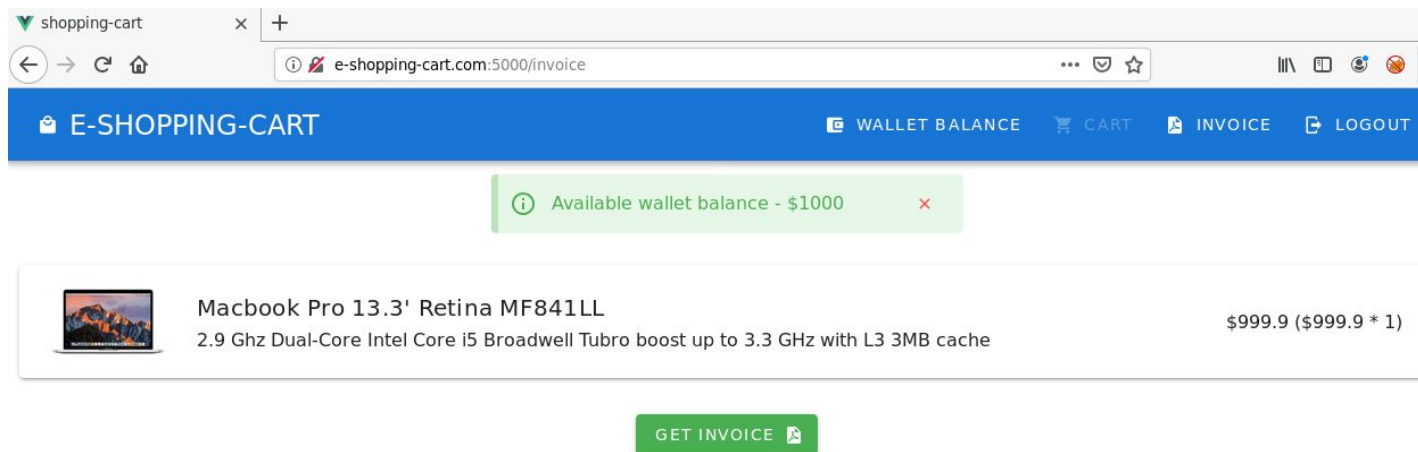 shopping-cart
e-shopping-cart.com:5000/invoice
E-SHOPPING-CART WALLET BALANCE CART INVOICE LOGOUT
Available wallet balance - $1000
Macbook Pro 13.3' Retina MF841LL
2.9 Ghz Dual-Core Intel Core i5 Broadwell Tubro boost up to 3.3 GHz with L3 3MB cache
$999.9 ($999.9 * 1)
GET INVOICE